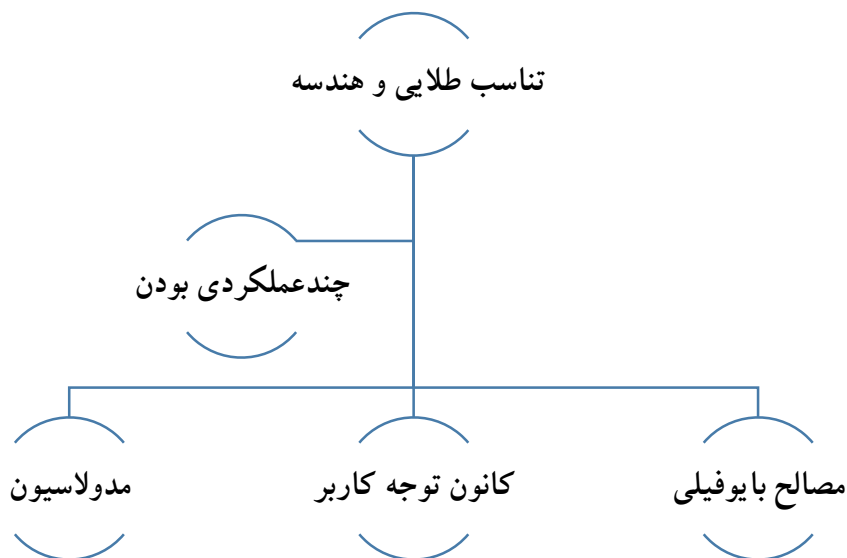 تناسب طلایی و هندسه
چندعملکردی بودن
مصالح بایوفیلی
کانون توجه کاربر
مدولاسیون